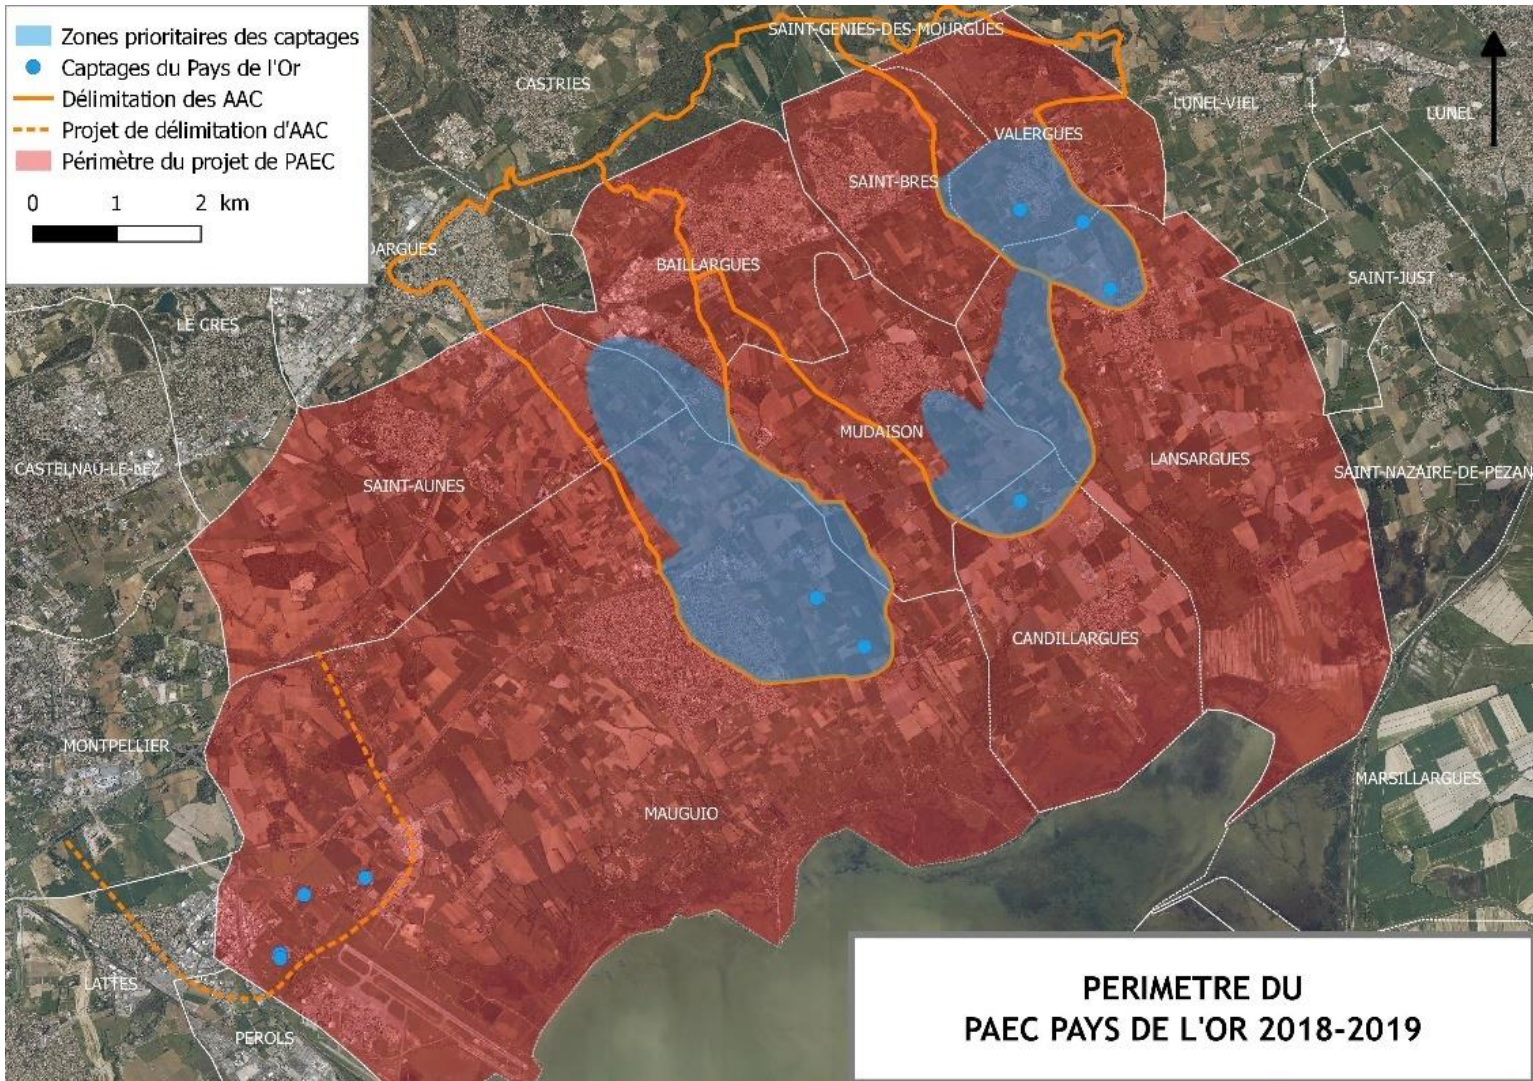 Zones prioritaires des captages
Captages du Pays de l'Or
Délimitation des AAC
Projet de délimitation d'AAC
Périmètre du projet de PAEC
0 1 2 km
SAINT-GENIES-DES-MOURGUES
CASTRIES
LUNEL-VIEL
LUNEL
VALERGUES
SAINT-BRES
DARGUES
BAILLARGUES
SAINT-JUST
LE CRES
MUDAISON
CASTELNAU-LE-LEZ
SAINT-AUNES
LANSARGUES
SAINT-NAZAIRE-DE-PEZAN
CANDILLARGUES
MONTPELLIER
MARSILLARGUES
MAUGUIO
LATTES
PEROLS
PERIMETRE DU
PAEC PAYS DE L'OR 2018-2019